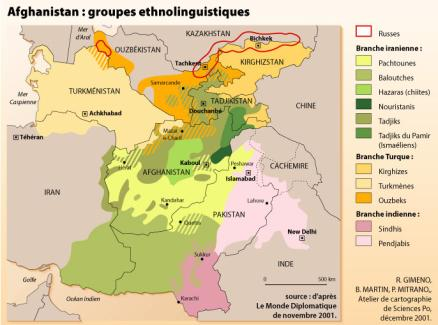 Afghanistan : groupes ethnolinguistiques
Mer
d'Aral
OUZBÉKISTAN
KAZAKHSTAN
Bichkek
Tachkent
KIRGHIZSTAN
Samarcande
Mer
Caspienne
TURKMÉNISTAN
Achkhabad
Douchanbé
TADJIKISTAN
CHINE
Téhéran
Mazar
e-Charif
Hérat
Kaboul
Peshawar
CACHEMIRE
IRAN
AFGHANISTAN
Islamabad
Kandahar
Lahore
Quetta
PAKISTAN
New Delhi
Sukkur
INDE
Golfe
Océan Indien
Karachi
0 500 km
source : d'après
Le Monde Diplomatique
de novembre 2001.
Russes
Branche iranienne :
Pachtounes
Baloutches
Hazaras (chiites)
Nouristanis
Tadjiks
Tadjiks du Pamir
(Ismaéliens)
Branche Turque :
Kirghizes
Turkmènes
Ouzbeks
Branche indienne :
Sindhis
Pendjabis
R. GIMENO,
B. MARTIN, P. MITRANO,
Atelier de cartographie
de Sciences Po,
décembre 2001.